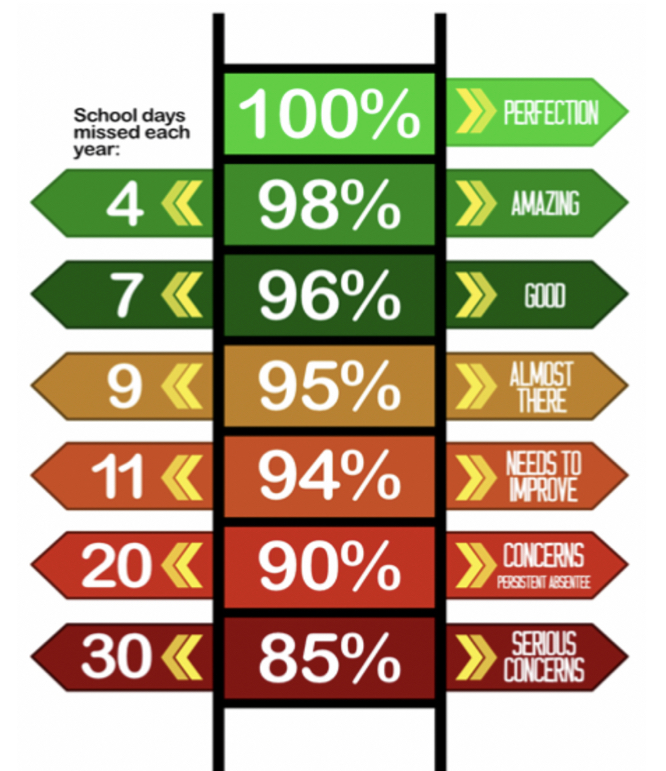 100% PERFECTION
School days
missed each
year:
4 98% AMAZING
7 96% GOOD
9 95% ALMOST
THERE
11 94% NEEDS TO
IMPROVE
20 90% CONCERNS
PERSISTENT ABSENTEE
30 85% SERIOUS
CONCERNS